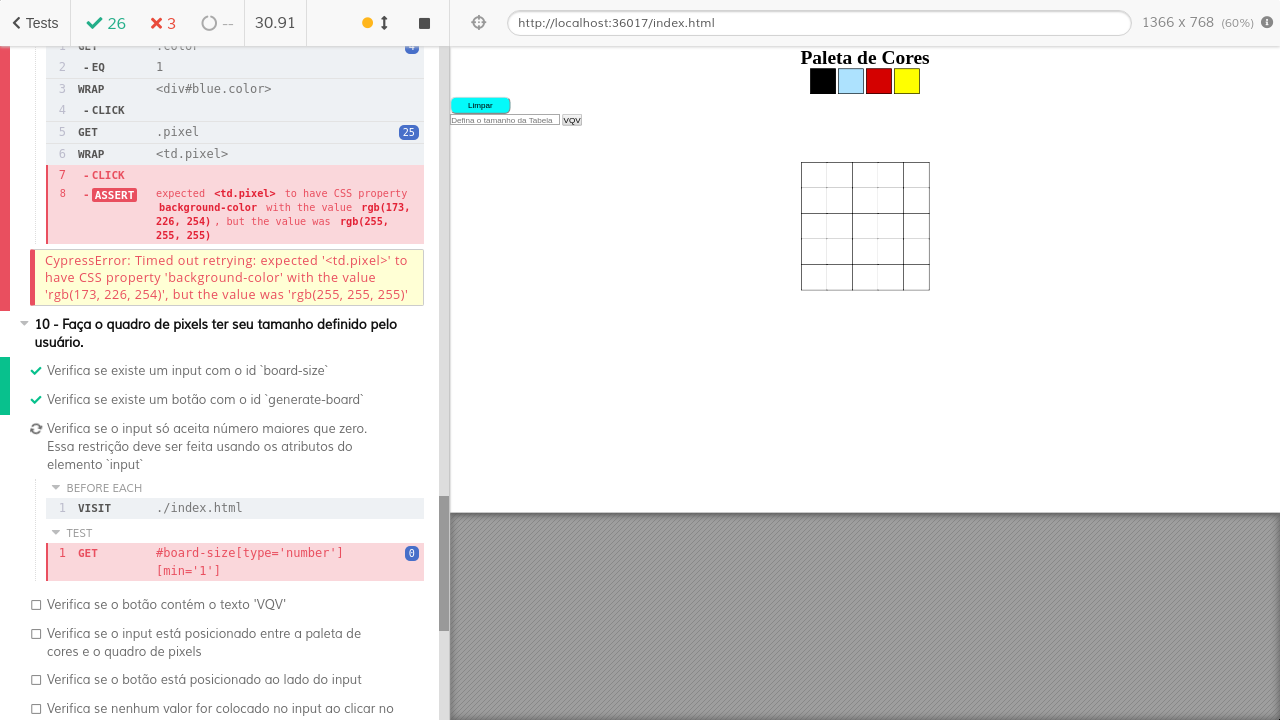 Tests
26
3
--
30.91
http://localhost:36017/index.html
1366 x 768 (60%)
1 GET .color 4
2 - EQ 1
3 WRAP <div#blue.color>
4 - CLICK
5 GET .pixel 25
6 WRAP <td.pixel>
7 - CLICK
8 - ASSERT expected <td.pixel> to have CSS property
background-color with the value rgb(173,
226, 254) , but the value was rgb(255,
255, 255)
CypressError: Timed out retrying: expected '<td.pixel>' to
have CSS property 'background-color' with the value
'rgb(173, 226, 254)', but the value was 'rgb(255, 255, 255)'
10 - Faça o quadro de pixels ter seu tamanho definido pelo
usuário.
Verifica se existe um input com o id `board-size`
Verifica se existe um botão com o id `generate-board`
Verifica se o input só aceita número maiores que zero.
Essa restrição deve ser feita usando os atributos do
elemento `input`
BEFORE EACH
1 VISIT ./index.html
TEST
1 GET #board-size[type='number'] 0
[min='1']
Verifica se o botão contém o texto 'VQV'
Verifica se o input está posicionado entre a paleta de
cores e o quadro de pixels
Verifica se o botão está posicionado ao lado do input
Verifica se nenhum valor for colocado no input ao clicar no
Paleta de Cores
Limpar
Defina o tamanho da Tabela VQV